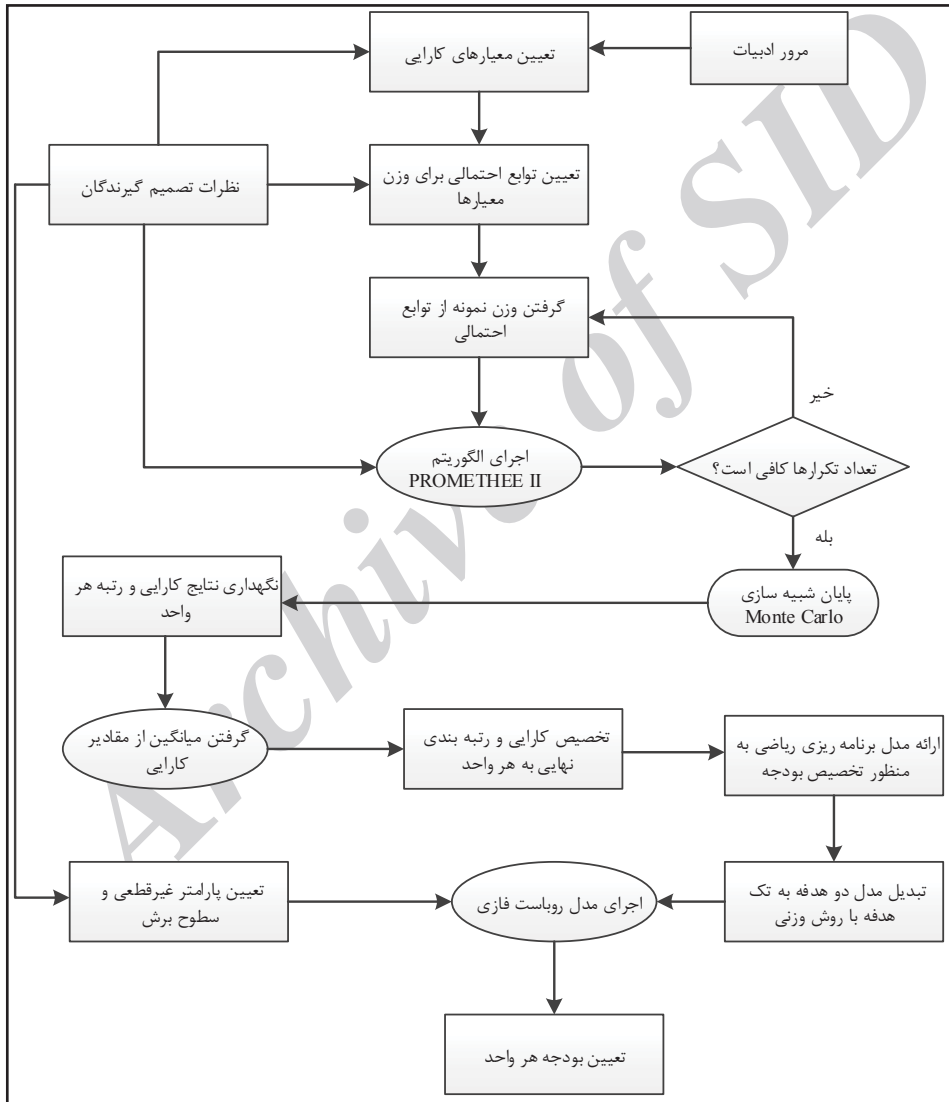 تعیین معیارهای کارایی
مرور ادبیات
نظرات تصمیم گیرندگان
تعیین توابع احتمالی برای وزن
معیارها
گرفتن وزن نمونه از توابع
احتمالی
خیر
اجرای الگوریتم
PROMETHEE II
تعداد تکرارها کافی است؟
بله
پایان شبیه سازی
Monte Carlo
نگهداری نتایج کارایی و رتبه هر
واحد
گرفتن میانگین از مقادیر
کارایی
تخصیص کارایی و رتبه بندی
نهایی به هر واحد
ارائه مدل برنامه ریزی ریاضی به
منظور تخصیص بودجه
تبدیل مدل دو هدفه به تک
هدفه با روش وزنی
اجرای مدل روباست فازی
تعیین پارامتر غیرقطعی و
سطوح برش
تعیین بودجه هر واحد
Archive of SID